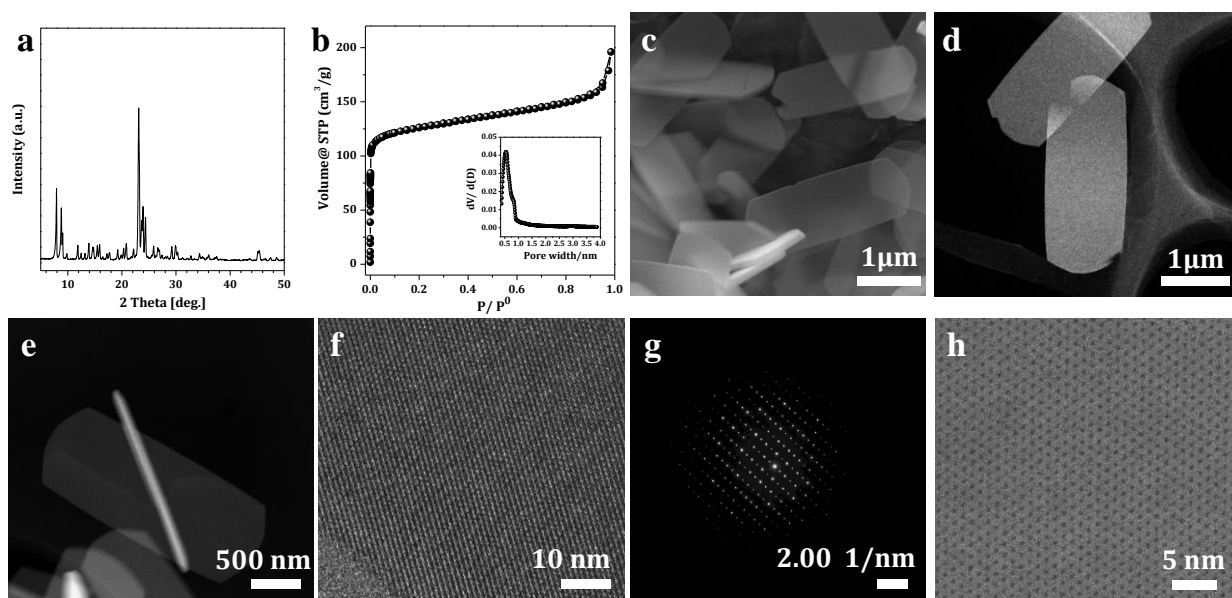 a
Intensity (a.u.)
10 20 30 40 50
2 Theta [deg.]
b
Volume@ STP (cm³/g)
200
150
100
50
0
0.0 0.2 0.4 0.6 0.8 1.0
P/ P⁰
dV/ d(D)
0.05
0.04
0.03
0.02
0.01
0.00
0.5 1.0 1.5 2.0 2.5 3.0 3.5 4.0
Pore width/nm
c
1μm
d
1μm
e
500 nm
f
10 nm
g
2.00 1/nm
h
5 nm